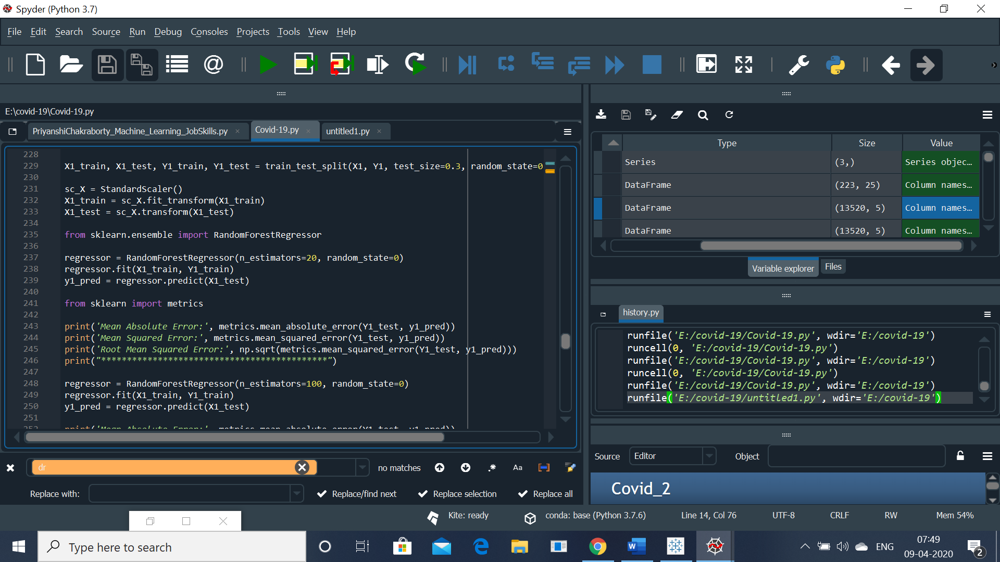 Spyder (Python 3.7)
File Edit Search Source Run Debug Consoles Projects Tools View Help
E:\covid-19\Covid-19.py
PriyanshiChakraborty_Machine_Learning_JobSkills.py Covid-19.py untitled1.py
228
229 X1_train, X1_test, Y1_train, Y1_test = train_test_split(X1, Y1, test_size=0.3, random_state=0
230
231 sc_X = StandardScaler()
232 X1_train = sc_X.fit_transform(X1_train)
233 X1_test = sc_X.transform(X1_test)
234
235 from sklearn.ensemble import RandomForestRegressor
236
237 regressor = RandomForestRegressor(n_estimators=20, random_state=0)
238 regressor.fit(X1_train, Y1_train)
239 y1_pred = regressor.predict(X1_test)
240
241 from sklearn import metrics
242
243 print('Mean Absolute Error:', metrics.mean_absolute_error(Y1_test, y1_pred))
244 print('Mean Squared Error:', metrics.mean_squared_error(Y1_test, y1_pred))
245 print('Root Mean Squared Error:', np.sqrt(metrics.mean_squared_error(Y1_test, y1_pred)))
246 print("********************************************")
247
248 regressor = RandomForestRegressor(n_estimators=100, random_state=0)
249 regressor.fit(X1_train, Y1_train)
250 y1_pred = regressor.predict(X1_test)
251
252 print('Mean Absolute Error:', metrics.mean_absolute_error(Y1_test, y1_pred))
dr no matches .* Aa
Replace with: Replace/find next Replace selection Replace all
Type Size Value
Series (3,) Series objec...
DataFrame (223, 25) Column names...
DataFrame (13520, 5) Column names...
DataFrame (13520, 5) Column names...
Variable explorer Files
history.py
runfile('E:/covid-19/Covid-19.py', wdir='E:/covid-19')
runcell(0, 'E:/covid-19/Covid-19.py')
runfile('E:/covid-19/Covid-19.py', wdir='E:/covid-19')
runcell(0, 'E:/covid-19/Covid-19.py')
runfile('E:/covid-19/Covid-19.py', wdir='E:/covid-19')
runfile('E:/covid-19/untitled1.py', wdir='E:/covid-19')
Source Editor Object
Covid_2
Kite: ready conda: base (Python 3.7.6) Line 14, Col 76 UTF-8 CRLF RW Mem 54%
Type here to search
ENG 07:49
09-04-2020 2